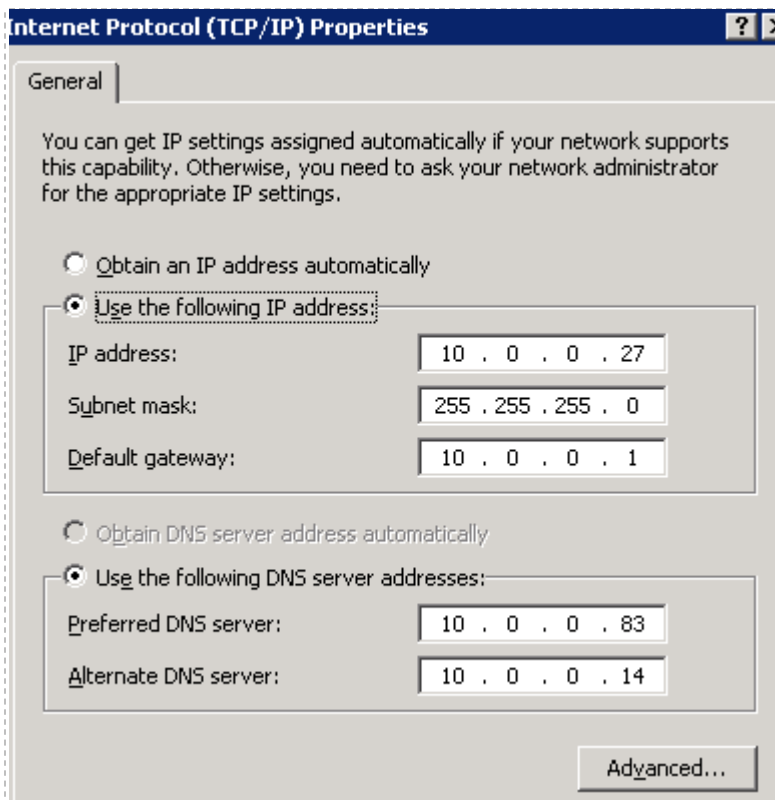 Internet Protocol (TCP/IP) Properties
General
You can get IP settings assigned automatically if your network supports
this capability. Otherwise, you need to ask your network administrator
for the appropriate IP settings.
Obtain an IP address automatically
Use the following IP address:
IP address: 10 . 0 . 0 . 27
Subnet mask: 255 . 255 . 255 . 0
Default gateway: 10 . 0 . 0 . 1
Obtain DNS server address automatically
Use the following DNS server addresses:
Preferred DNS server: 10 . 0 . 0 . 83
Alternate DNS server: 10 . 0 . 0 . 14
Advanced...